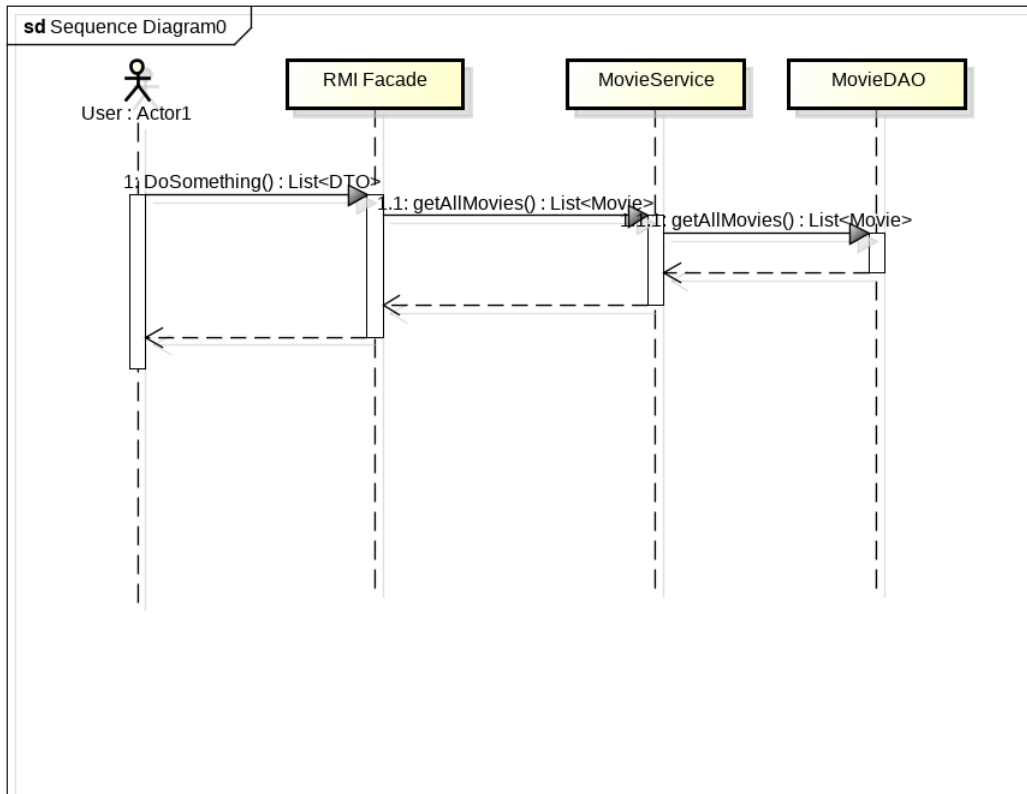 sd Sequence Diagram0
RMI Facade
MovieService
MovieDAO
User : Actor1
1: DoSomething() : List<DTO>
1.1: getAllMovies() : List<Movie>
1.1.1: getAllMovies() : List<Movie>